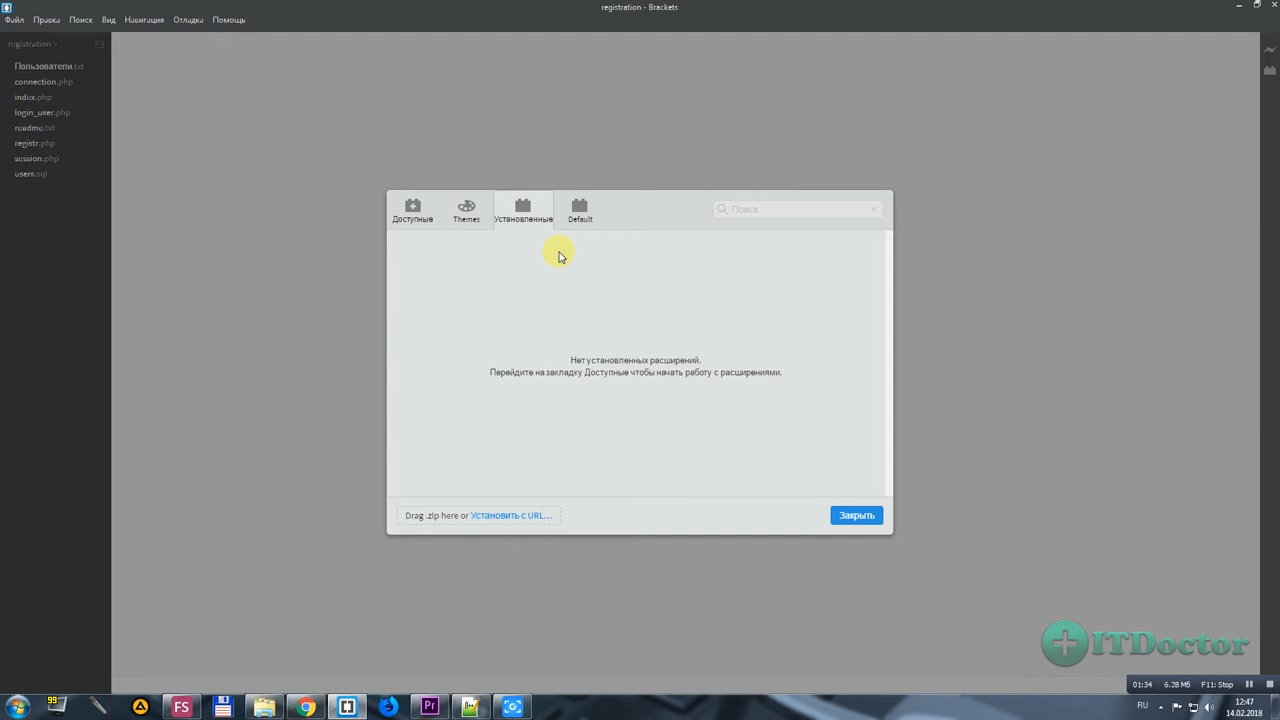 registration - Brackets
Файл Правка Поиск Вид Навигация Отладка Помощь
registration
Пользователи.txt
connection.php
index.php
login_user.php
readme.txt
registr.php
session.php
users.sql
Доступные Themes Установленные Default
Поиск
Нет установленных расширений.
Перейдите на закладку Доступные чтобы начать работу с расширениями.
Drag .zip here or Установить с URL...
Закрыть
ITDoctor
01:34 6.28 Мб F11: Stop
99 FS Pr RU 12:47
14.02.2018